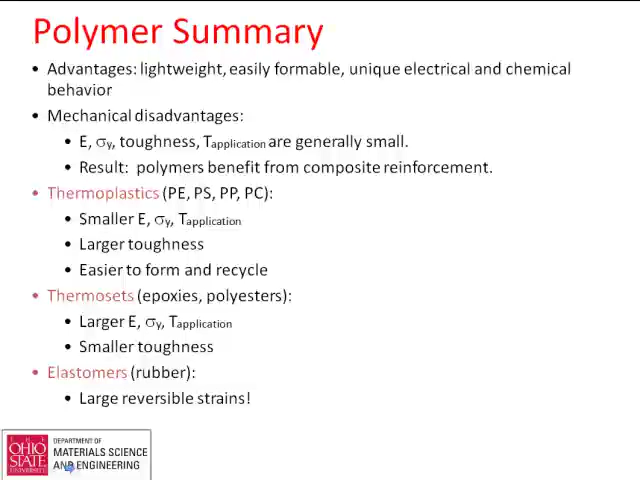 Polymer Summary
• Advantages: lightweight, easily formable, unique electrical and chemical
behavior
• Mechanical disadvantages:
• E, σy, toughness, Tapplication are generally small.
• Result: polymers benefit from composite reinforcement.
• Thermoplastics (PE, PS, PP, PC):
• Smaller E, σy, Tapplication
• Larger toughness
• Easier to form and recycle
• Thermosets (epoxies, polyesters):
• Larger E, σy, Tapplication
• Smaller toughness
• Elastomers (rubber):
• Large reversible strains!
THE
OHIO
STATE
UNIVERSITY
DEPARTMENT OF
MATERIALS SCIENCE
AND ENGINEERING